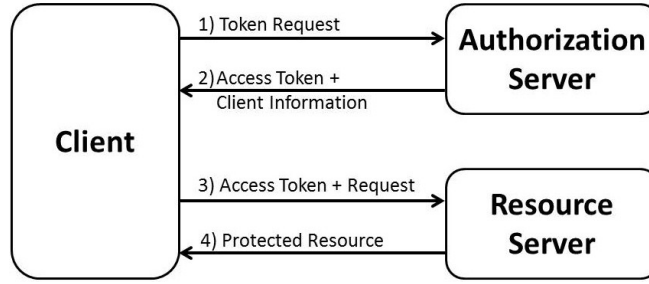 1) Token Request
Authorization
Server
2)Access Token +
Client Information
Client
3) Access Token + Request
Resource
Server
4) Protected Resource